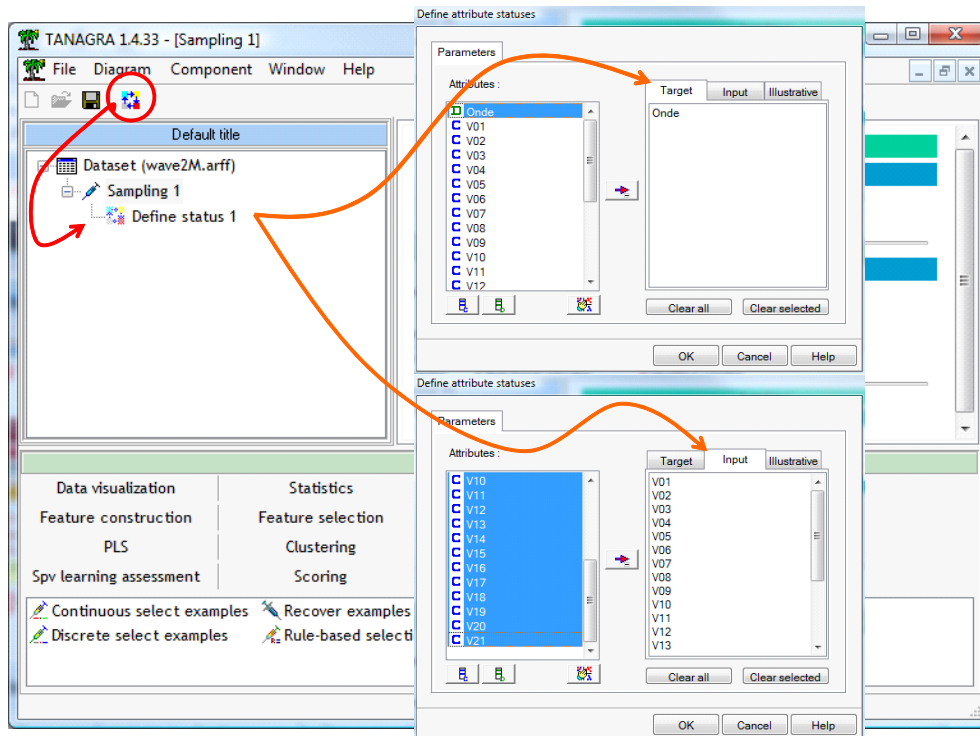 TANAGRA 1.4.33 - [Sampling 1]
File Diagram Component Window Help
Default title
Dataset (wave2M.arff)
Sampling 1
Define status 1
Data visualization
Statistics
Feature construction
Feature selection
PLS
Clustering
Spv learning assessment
Scoring
Continuous select examples
Recover examples
Discrete select examples
Rule-based selecti
Define attribute statuses
Parameters
Attributes :
D Onde
C V01
C V02
C V03
C V04
C V05
C V06
C V07
C V08
C V09
C V10
C V11
C V12
Target Input Illustrative
Onde
Clear all Clear selected
OK Cancel Help
Define attribute statuses
Parameters
Attributes :
C V10
C V11
C V12
C V13
C V14
C V15
C V16
C V17
C V18
C V19
C V20
C V21
Target Input Illustrative
V01
V02
V03
V04
V05
V06
V07
V08
V09
V10
V11
V12
V13
Clear all Clear selected
OK Cancel Help